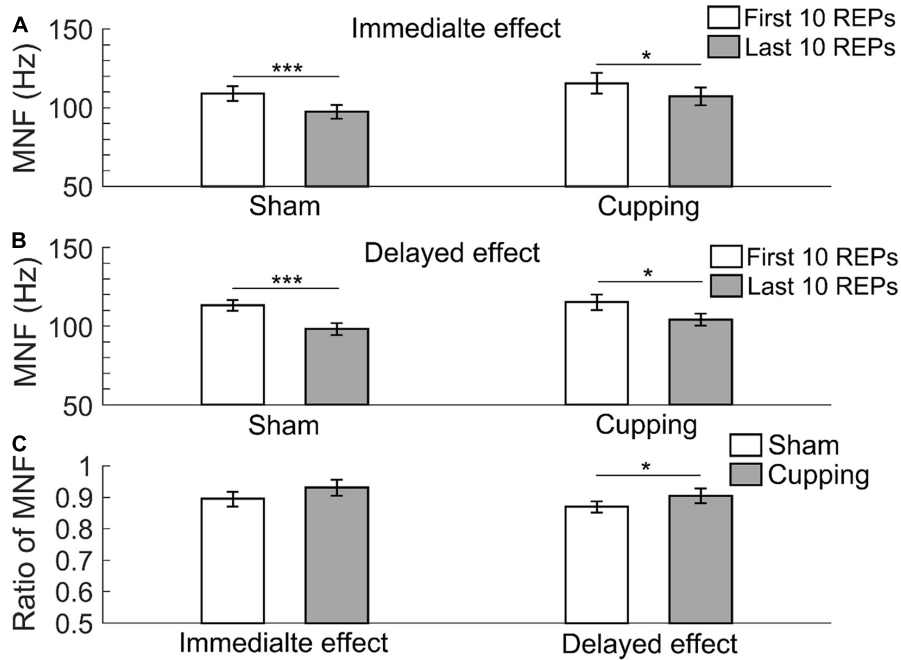 A
Immedialte effect
First 10 REPs
Last 10 REPs
MNF (Hz)
150
100
50
***
*
Sham
Cupping
B
Delayed effect
First 10 REPs
Last 10 REPs
MNF (Hz)
150
100
50
***
*
Sham
Cupping
C
Sham
Cupping
Ratio of MNF
1
0.9
0.8
0.7
0.6
0.5
*
Immedialte effect
Delayed effect